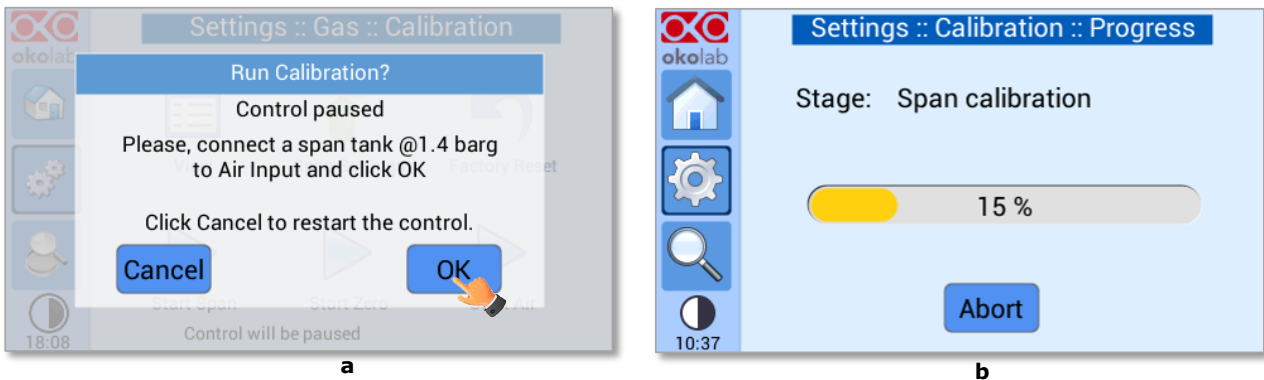 okolab
Settings :: Gas :: Calibration
Run Calibration?
Control paused
Please, connect a span tank @1.4 barg
to Air Input and click OK
Factory Reset
Click Cancel to restart the control.
Cancel
OK
Start Span
Start Zero
Air
Control will be paused
18:08
a
okolab
Settings :: Calibration :: Progress
Stage: Span calibration
15 %
Abort
10:37
b